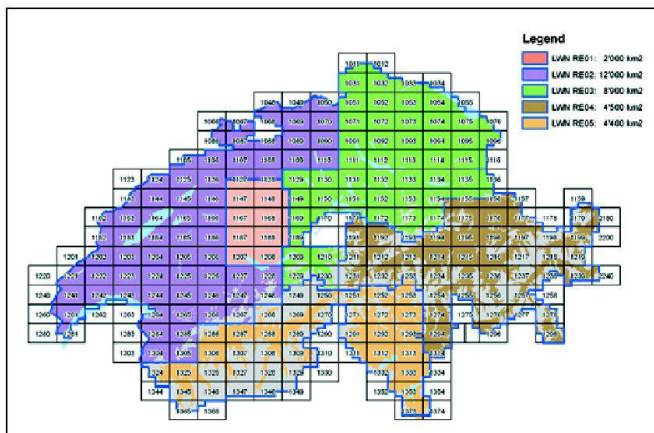 Legend
LWN RE01: 2'000 km2
LWN RE02: 12'000 km2
LWN RE03: 8'900 km2
LWN RE04: 4'500 km2
LWN RE05: 4'400 km2
1011 1012
1031 1032 1033 1034
1048 1049 1050 1051 1052 1053 1054 1055
1066 1067 1068 1069 1070 1071 1072 1073 1074 1075 1076
1085 1088 1089 1090 1091 1092 1093 1094 1095 1096
1105 1106 1107 1108 1109 1110 1111 1112 1113 1114 1115 1116
1123 1124 1125 1126 1127 1128 1129 1130 1131 1132 1133 1134 1135 1136
1143 1144 1145 1146 1147 1148 1149 1150 1151 1152 1153 1154 1155 1156 1157 1159
1162 1163 1164 1165 1166 1167 1168 1169 1170 1171 1172 1173 1174 1175 1176 1177 1178 1179 1180
1182 1183 1184 1185 1186 1187 1188 1189 1191 1192 1193 1194 1195 1196 1197 1198 1199 1200
1201 1202 1203 1204 1205 1206 1207 1208 1209 1210 1211 1212 1213 1214 1215 1216 1217 1218 1219
1220 1221 1222 1223 1224 1225 1226 1227 1228 1229 1230 1231 1232 1233 1234 1235 1236 1237 1238 1239 1240
1240 1241 1242 1243 1244 1245 1246 1247 1248 1249 1250 1251 1252 1253 1254 1255 1256 1257 1258
1260 1261 1262 1263 1264 1265 1266 1267 1268 1269 1270 1271 1272 1273 1274 1275 1276 1277 1278
1280 1281 1283 1284 1285 1286 1287 1288 1289 1290 1291 1292 1293 1294 1296 1298
1303 1304 1305 1306 1307 1308 1309 1310 1311 1312 1313 1314
1324 1325 1326 1327 1328 1329 1330 1332 1333 1334
1344 1345 1346 1347 1348 1349 1352 1353 1354
1365 1366 1373 1374